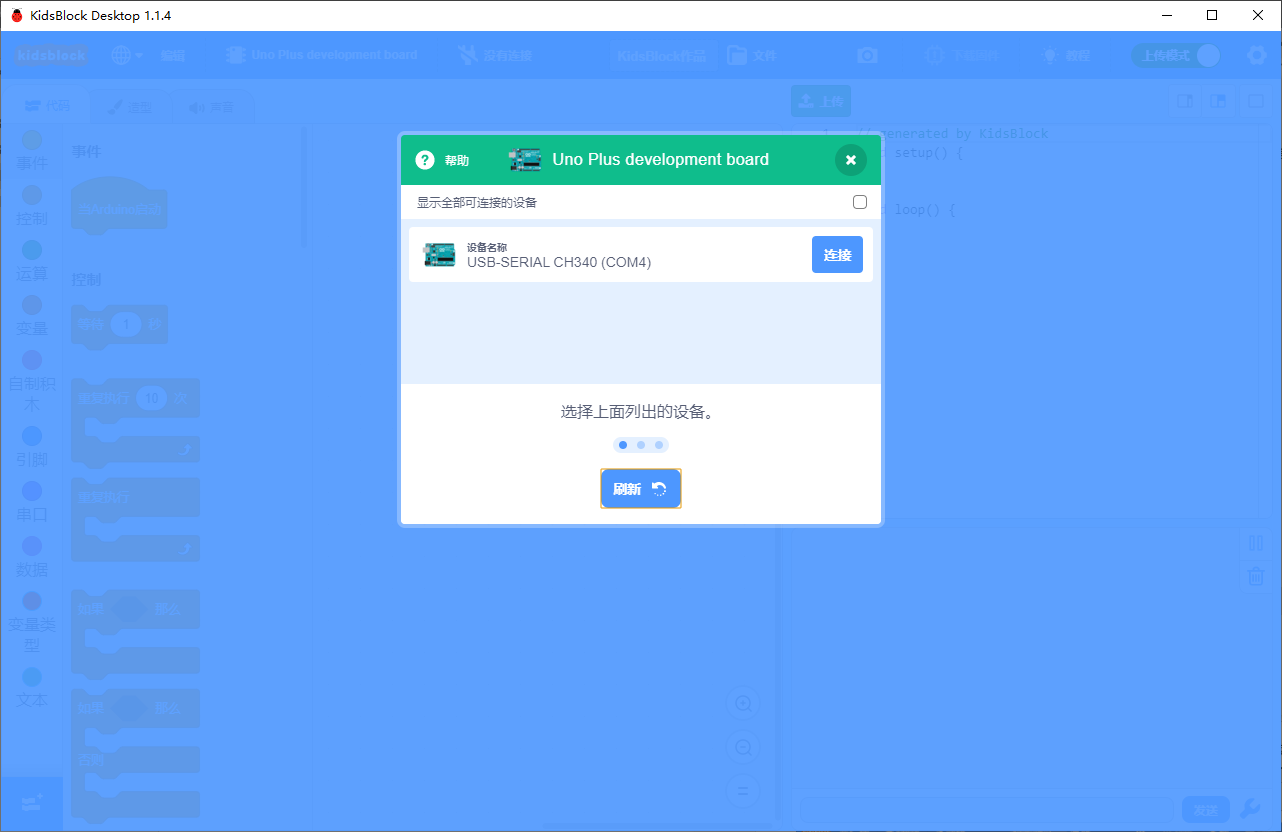 KidsBlock Desktop 1.1.4
kidsblock
编辑
Uno Plus development board
没有连接
KidsBlock作品
文件
教程
上传模式
代码
造型
声音
上传
事件
控制
运算
变量
自制积
木
引脚
串口
数据
变量类
型
文本
事件
当Arduino启动
控制
等待 1 秒
重复执行 10 次
重复执行
如果 那么
如果 那么
否则
帮助
Uno Plus development board
显示全部可连接的设备
设备名称
USB-SERIAL CH340 (COM4)
连接
选择上面列出的设备。
刷新
1 // generated by KidsBlock
setup() {
loop() {
发送